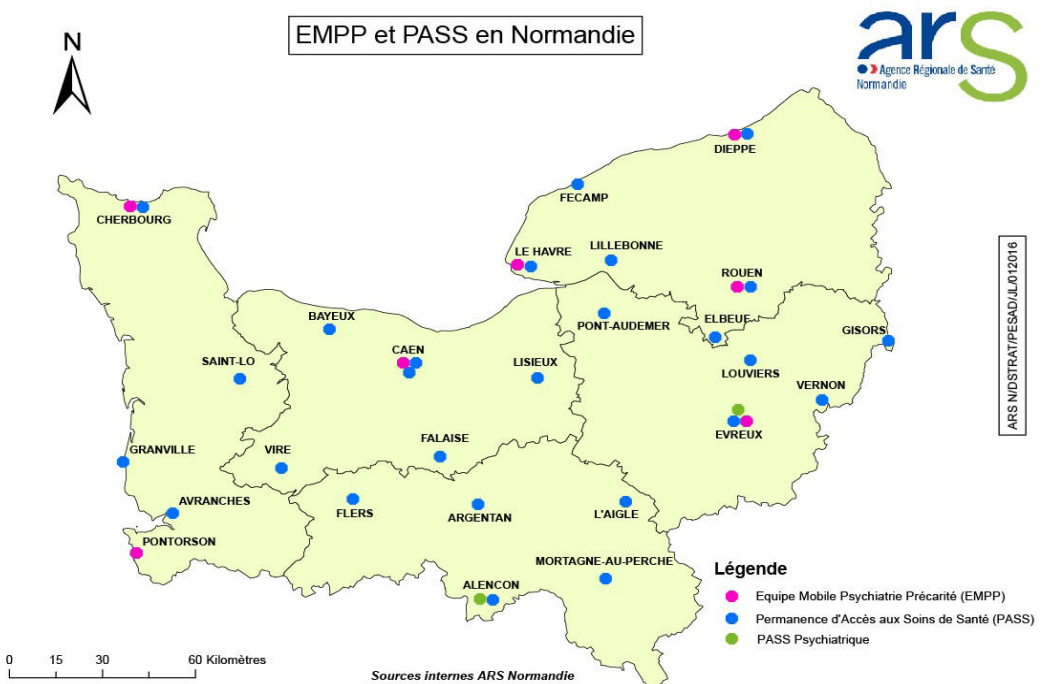 EMPP et PASS en Normandie
ars
Agence Régionale de Santé
Normandie
N
DIEPPE
FECAMP
CHERBOURG
LE HAVRE
LILLEBONNE
ROUEN
BAYEUX
PONT-AUDEMER
ELBEUF
GISORS
CAEN
SAINT-LO
LISIEUX
LOUVIERS
VERNON
EVREUX
GRANVILLE
VIRE
FALAISE
AVRANCHES
FLERS
ARGENTAN
L'AIGLE
PONTORSON
MORTAGNE-AU-PERCHE
ALENCON
ARS N/DSTRAT/PESAD/JL/012016
Légende
Equipe Mobile Psychiatrie Précarité (EMPP)
Permanence d'Accès aux Soins de Santé (PASS)
PASS Psychiatrique
0 15 30 60 Kilomètres
Sources internes ARS Normandie